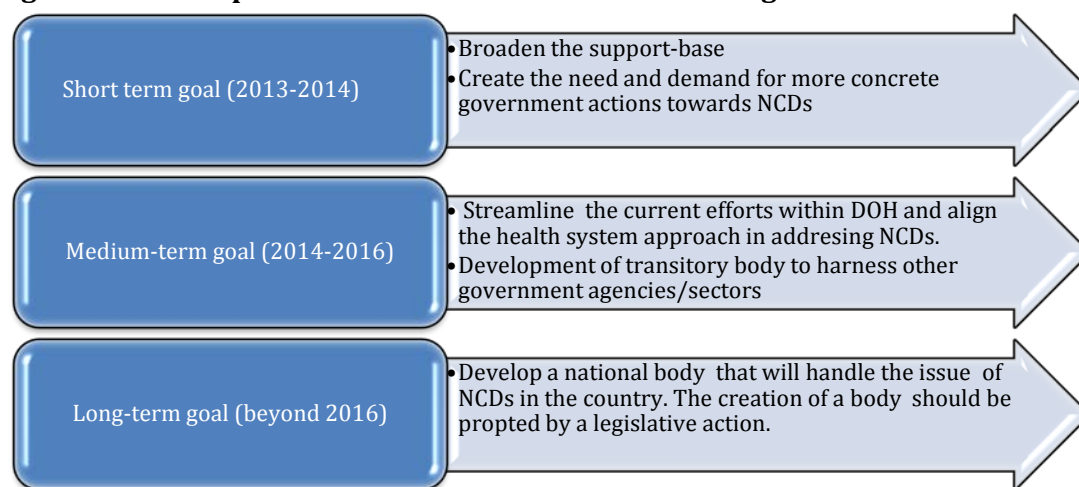 Short term goal (2013-2014)
•Broaden the support-base
•Create the need and demand for more concrete
government actions towards NCDs
Medium-term goal (2014-2016)
• Streamline the current efforts within DOH and align
the health system approach in addresing NCDs.
•Development of transitory body to harness other
government agencies/sectors
Long-term goal (beyond 2016)
•Develop a national body that will handle the issue of
NCDs in the country. The creation of a body should be
propted by a legislative action.